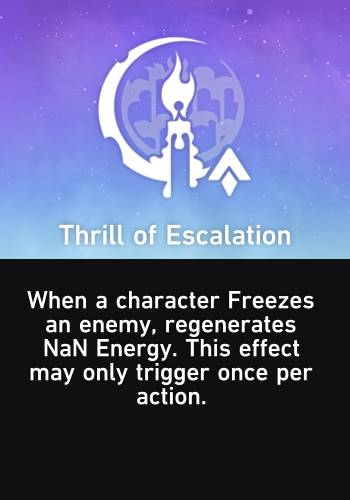 Thrill of Escalation
When a character Freezes
an enemy, regenerates
NaN Energy. This effect
may only trigger once per
action.